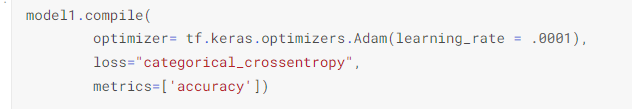 model1.compile(
optimizer= tf.keras.optimizers.Adam(learning_rate = .0001),
loss="categorical_crossentropy",
metrics=['accuracy'])